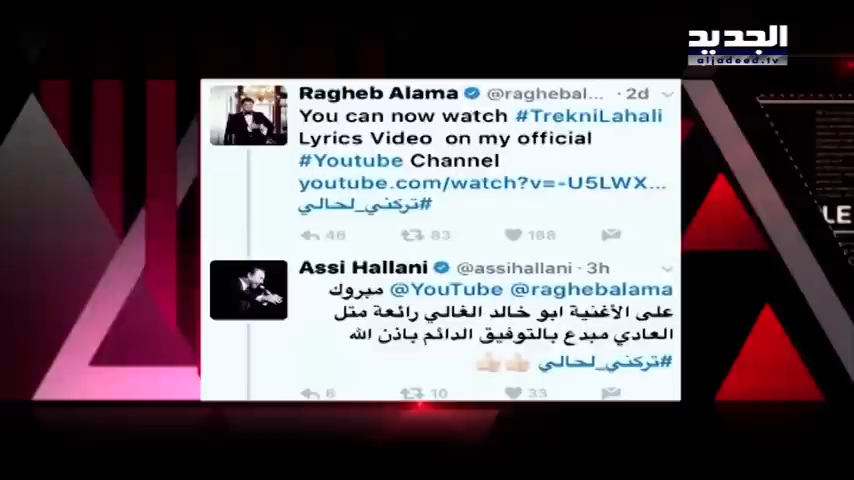 الجديد
aljadeed.tv
Ragheb Alama @raghebal... · 2d
You can now watch #TrekniLahali
Lyrics Video on my official
#Youtube Channel
youtube.com/watch?v=-U5LWX...
#تركني_لحالي
46 83 188
Assi Hallani @assihallani · 3h
@YouTube @raghebalama مبروك
على الأغنية ابو خالد الغالي رائعة متل
العادي مبدع بالتوفيق الدائم باذن الله
#تركني_لحالي 👍🏻👍🏻
6 10 33
LE